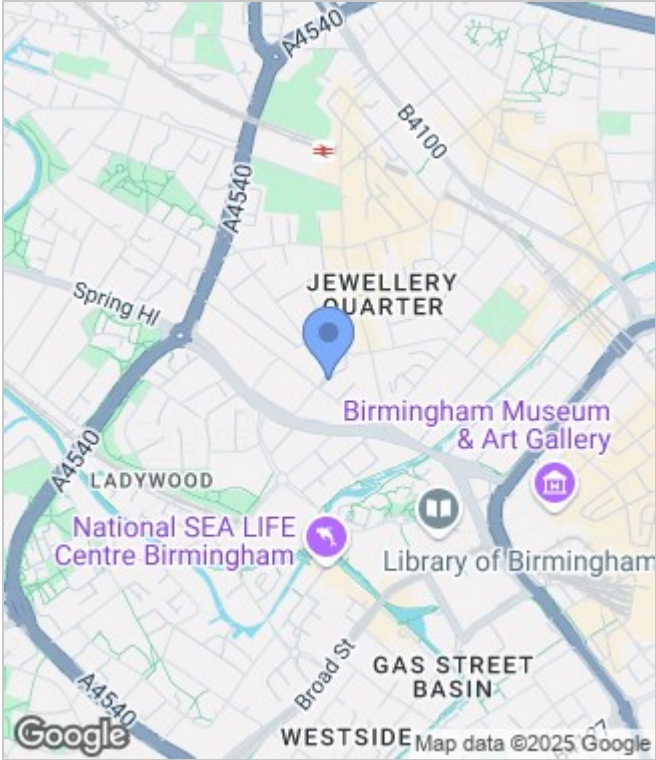 A4540
B4100
A4540
JEWELLERY
QUARTER
Spring Hl
Birmingham Museum
& Art Gallery
A4540
LADYWOOD
National SEA LIFE
Centre Birmingham
Library of Birmingham
Broad St
GAS STREET
BASIN
A4540
WESTSIDE
Google
Map data ©2025 Google